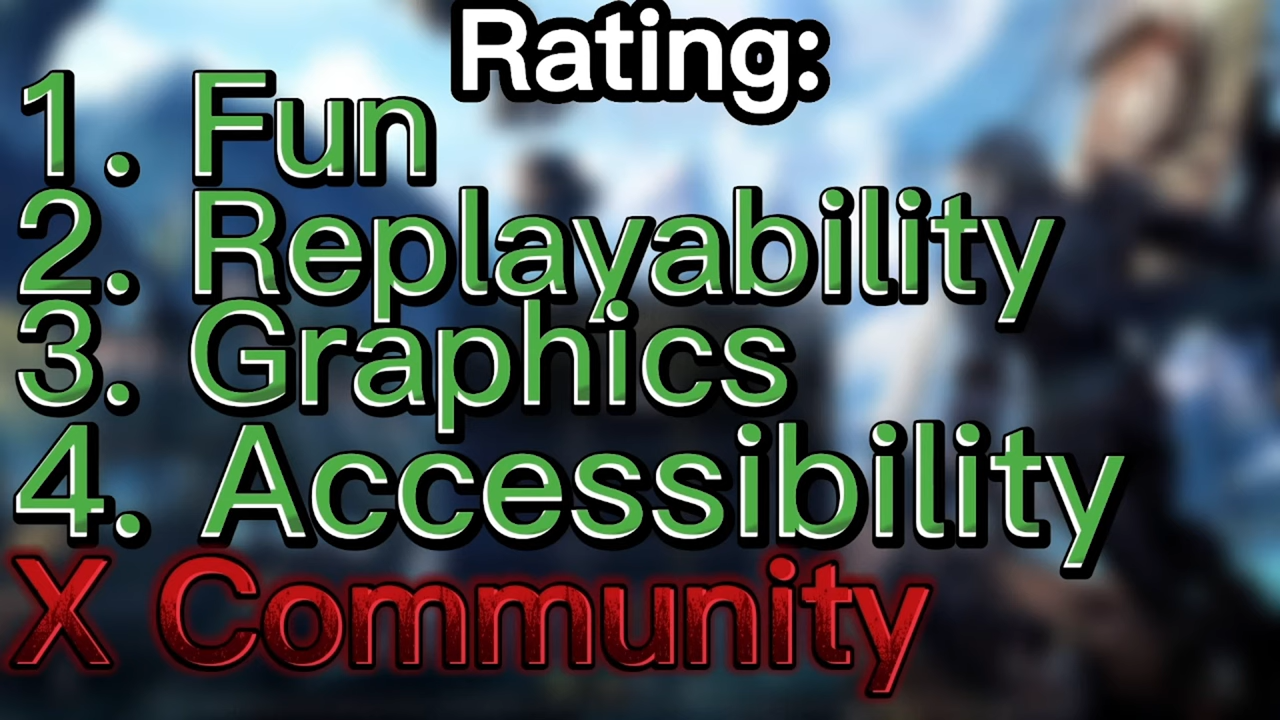 Rating:
1. Fun
2. Replayability
3. Graphics
4. Accessibility
X Community